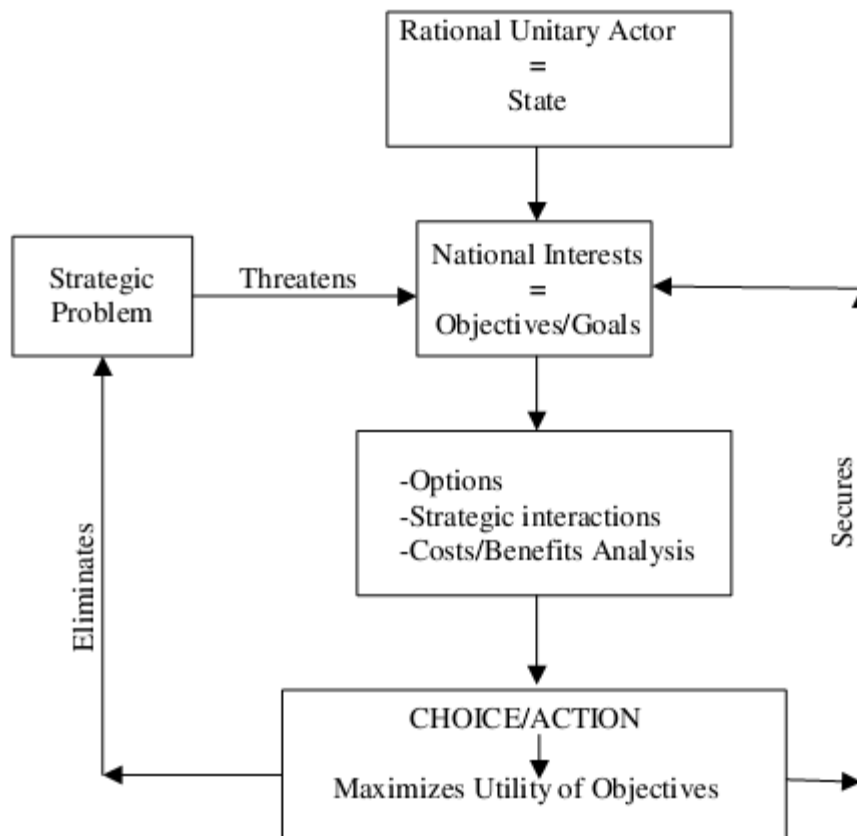 Rational Unitary Actor
=
State
Strategic
Problem
Threatens
National Interests
=
Objectives/Goals
-Options
-Strategic interactions
-Costs/Benefits Analysis
Eliminates
Secures
CHOICE/ACTION
Maximizes Utility of Objectives